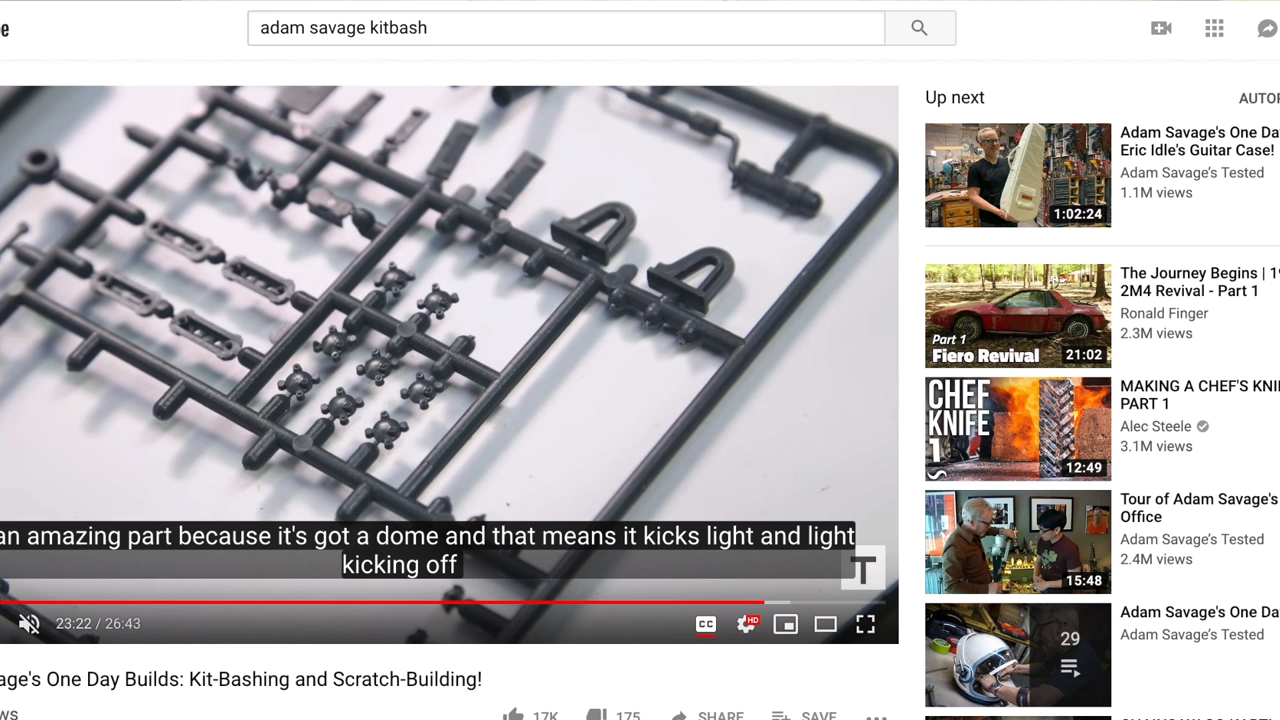 adam savage kitbash
an amazing part because it's got a dome and that means it kicks light and light
kicking off
T
23:22 / 26:43
CC
HD
age's One Day Builds: Kit-Bashing and Scratch-Building!
17K
175
SHARE
SAVE
Up next
AUTOP
1:02:24
Adam Savage's One Da
Eric Idle's Guitar Case!
Adam Savage's Tested
1.1M views
Part 1
Fiero Revival
21:02
The Journey Begins | 19
2M4 Revival - Part 1
Ronald Finger
2.3M views
CHEF
KNIFE
1
12:49
MAKING A CHEF'S KNI
PART 1
Alec Steele
3.1M views
15:48
Tour of Adam Savage's
Office
Adam Savage's Tested
2.4M views
29
Adam Savage's One Da
Adam Savage's Tested